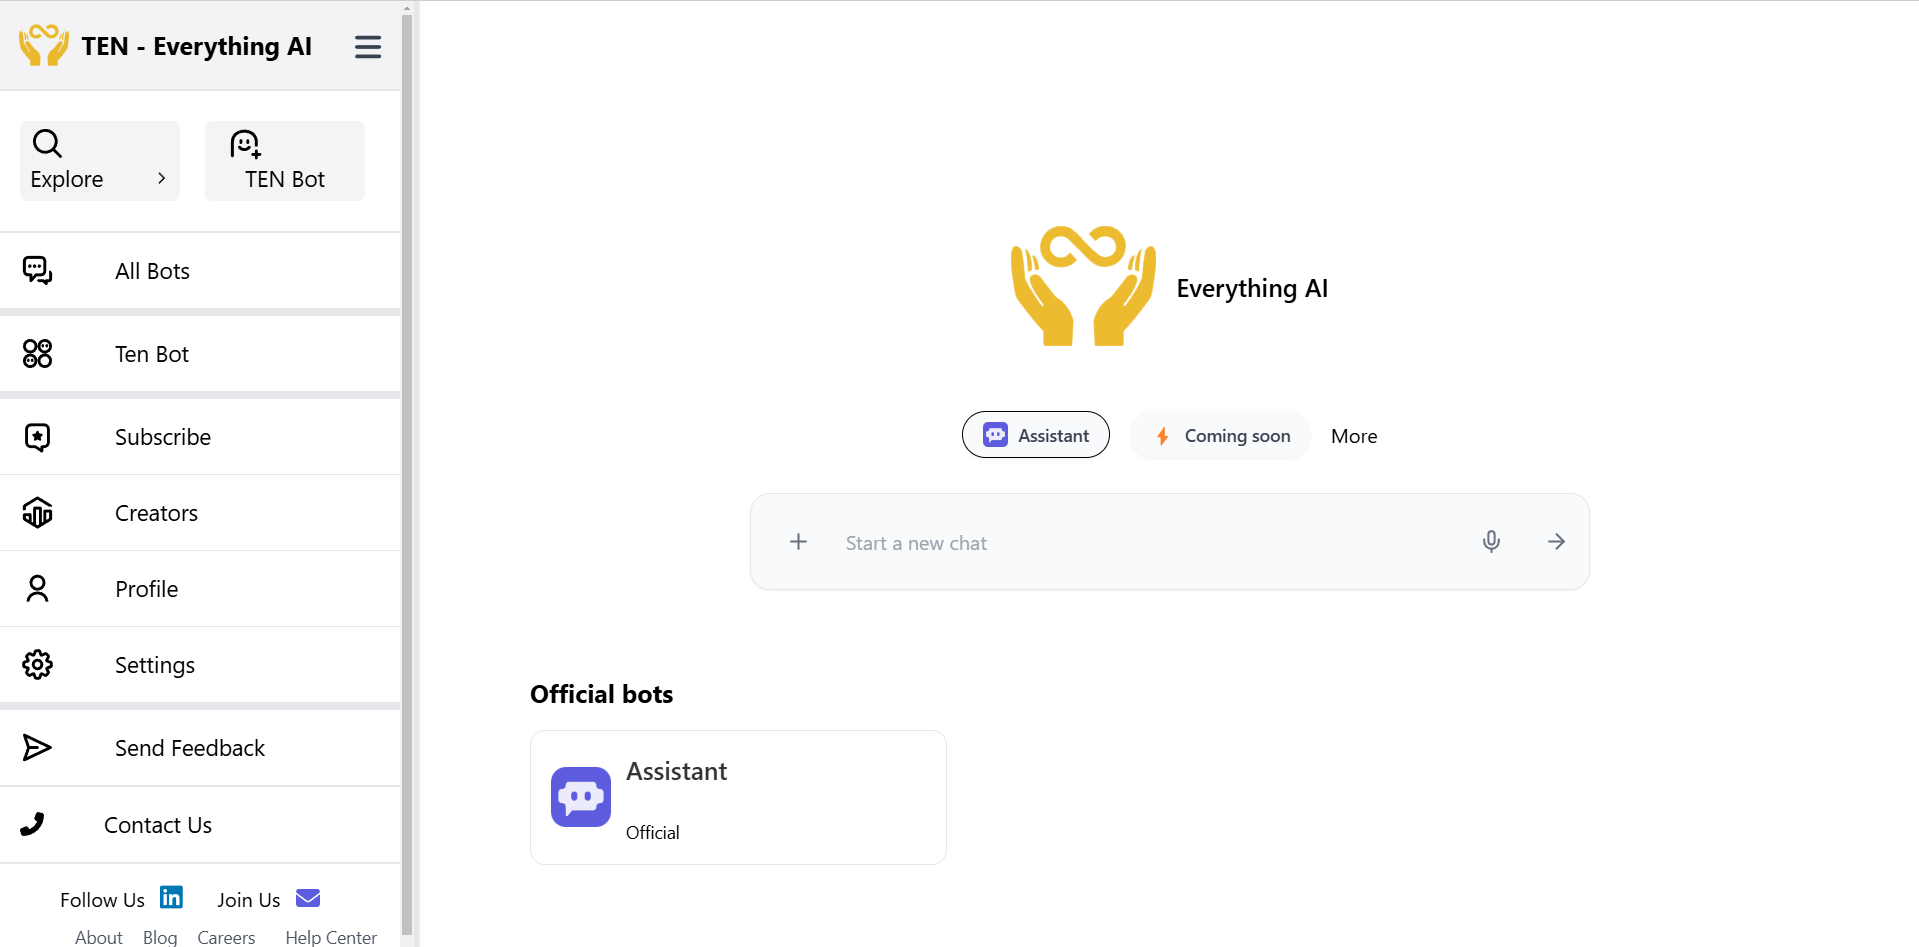 TEN - Everything AI
Explore
TEN Bot
All Bots
Ten Bot
Subscribe
Creators
Profile
Settings
Send Feedback
Contact Us
Follow Us in Join Us
About Blog Careers Help Center
Everything AI
Assistant Coming soon More
Start a new chat
Official bots
Assistant
Official